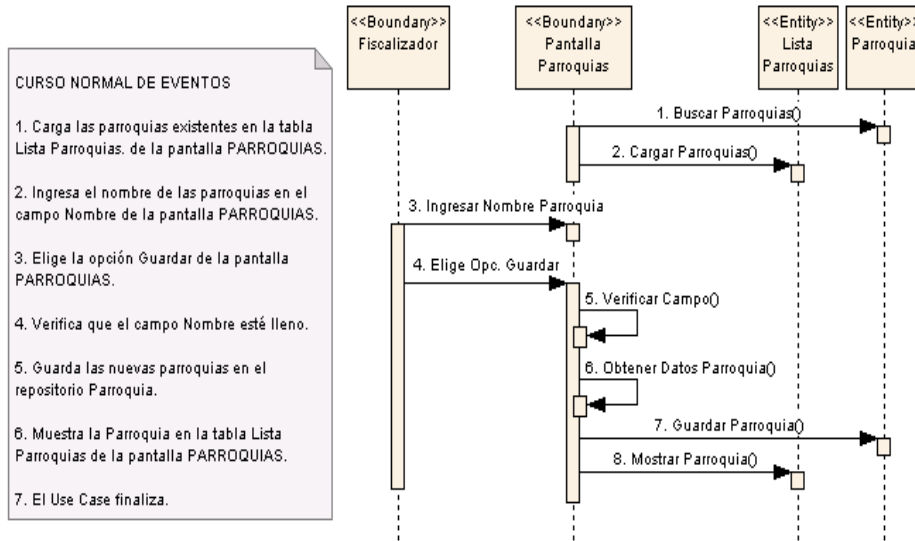 <<Boundary>>
Fiscalizador
<<Boundary>>
Pantalla
Parroquias
<<Entity>>
Lista
Parroquias
<<Entity>>
Parroquia
CURSO NORMAL DE EVENTOS
1. Carga las parroquias existentes en la tabla
Lista Parroquias. de la pantalla PARROQUIAS.
2. Ingresa el nombre de las parroquias en el
campo Nombre de la pantalla PARROQUIAS.
3. Elige la opción Guardar de la pantalla
PARROQUIAS.
4. Verifica que el campo Nombre esté lleno.
5. Guarda las nuevas parroquias en el
repositorio Parroquia.
6. Muestra la Parroquia en la tabla Lista
Parroquias de la pantalla PARROQUIAS.
7. El Use Case finaliza.
1. Buscar Parroquias()
2. Cargar Parroquias()
3. Ingresar Nombre Parroquia
4. Elige Opc. Guardar
5. Verificar Campo()
6. Obtener Datos Parroquia()
7. Guardar Parroquia()
8. Mostrar Parroquia()